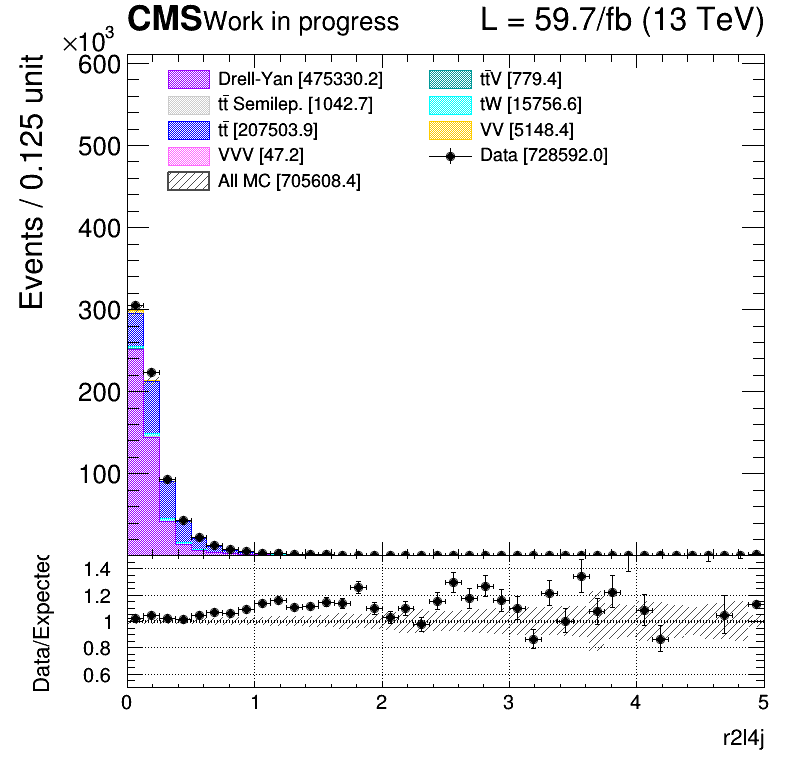 CMS Work in progress L = 59.7/fb (13 TeV)
×10³
Events / 0.125 unit
600
500
400
300
200
100
Drell-Yan [475330.2]
tt̄ Semilep. [1042.7]
tt̄ [207503.9]
VVV [47.2]
All MC [705608.4]
tt̄V [779.4]
tW [15756.6]
VV [5148.4]
Data [728592.0]
Data/Expected
1.4
1.2
1
0.8
0.6
0 1 2 3 4 5
r2l4j